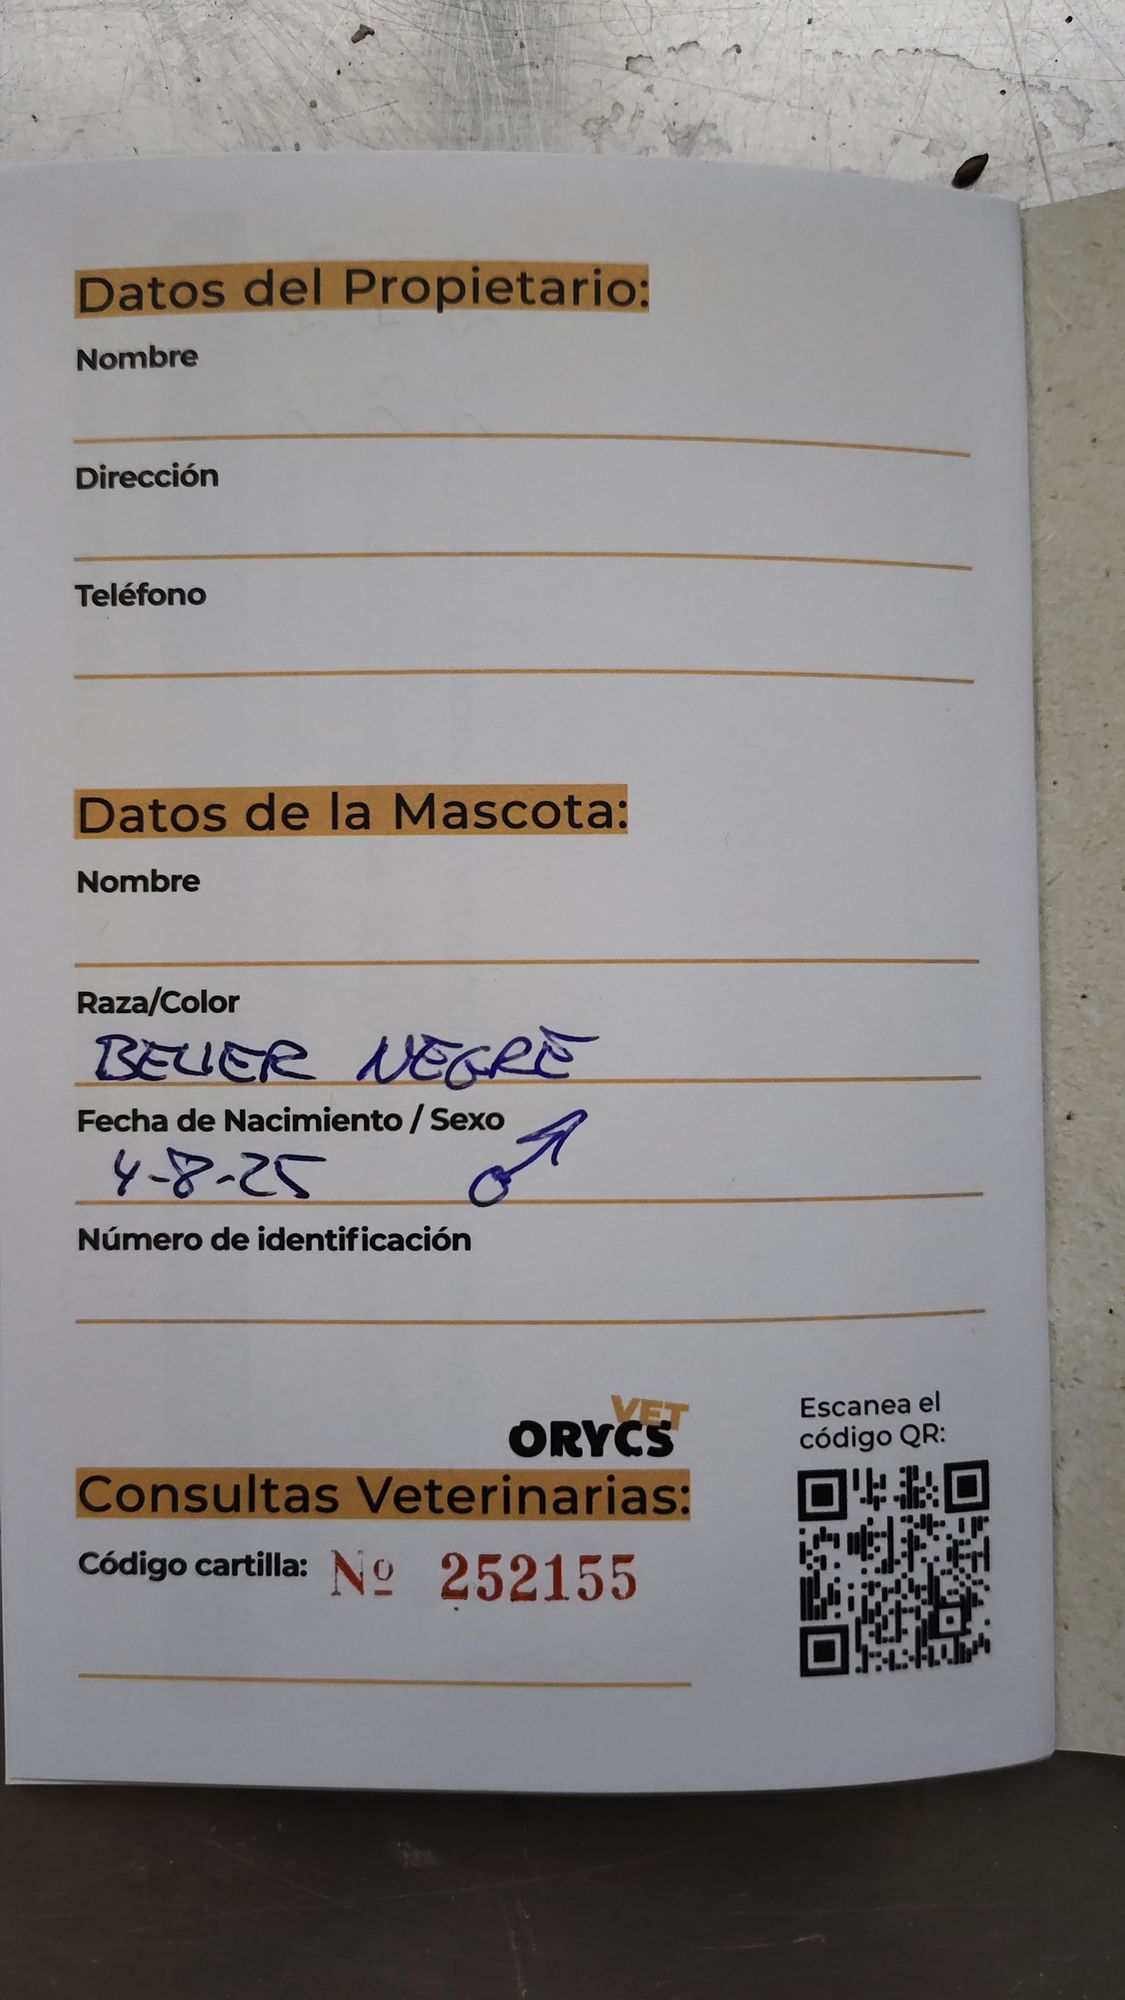 Datos del Propietario:
Nombre
Dirección
Teléfono
Datos de la Mascota:
Nombre
Raza/Color
BELIER NEGRE
Fecha de Nacimiento / Sexo
4-8-25 ♂
Número de identificación
VET
ORYCS
Consultas Veterinarias:
Código cartilla: Nº 252155
Escanea el
código QR: